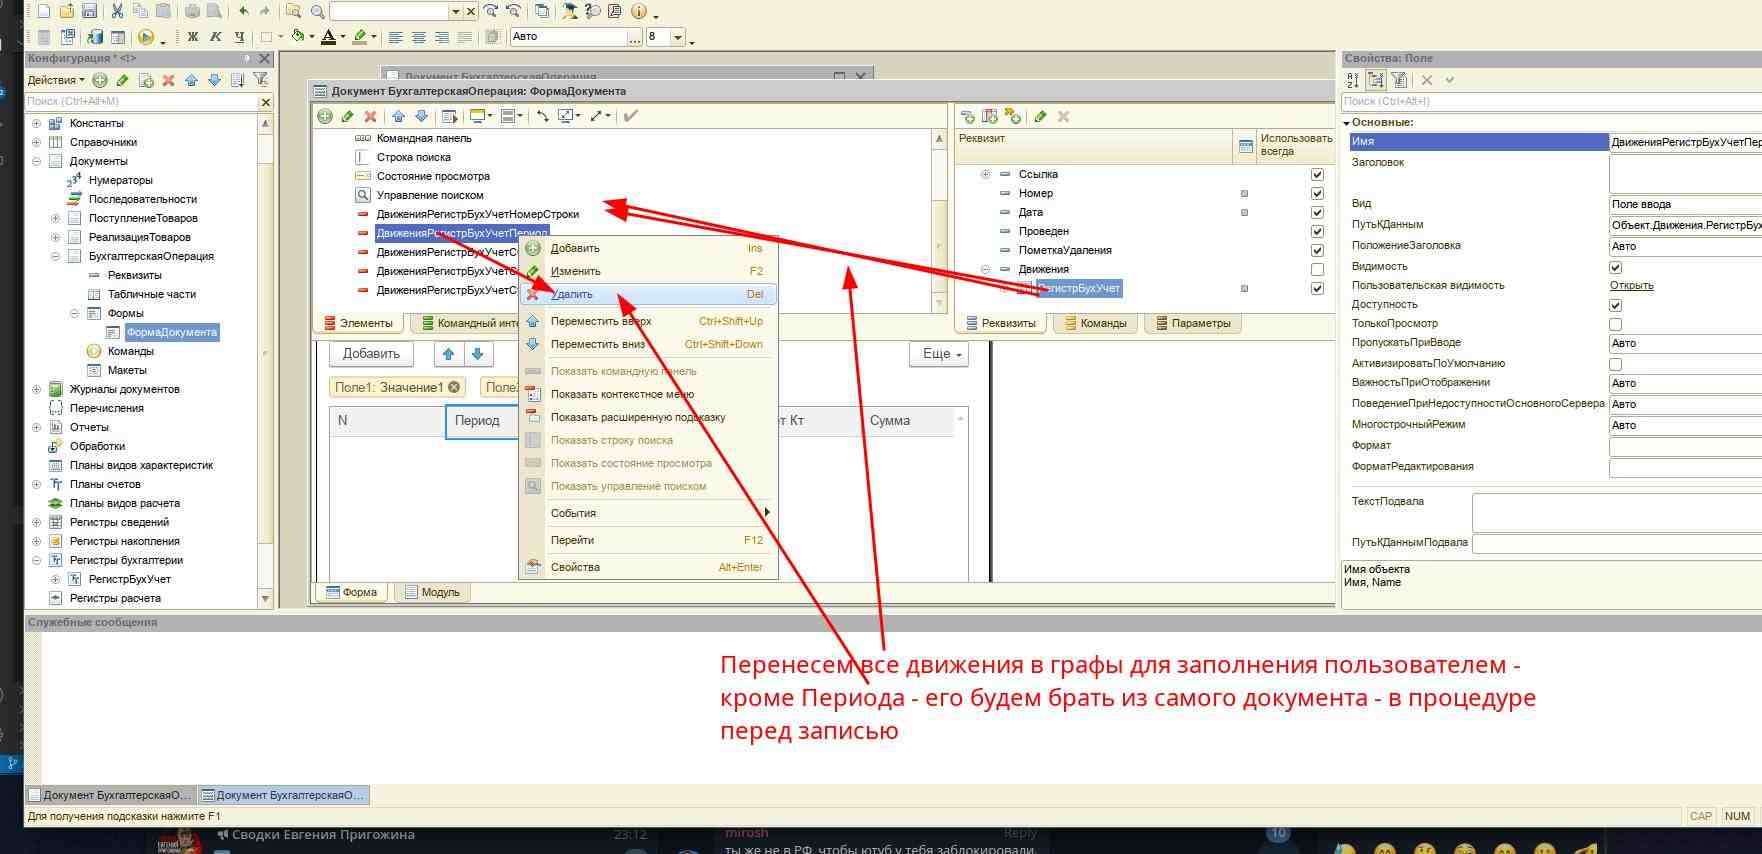 Авто
8
Конфигурация * <!>
Действия
Поиск (Ctrl+Alt+M)
Константы
Справочники
Документы
Нумераторы
Последовательности
ПоступлениеТоваров
РеализацияТоваров
БухгалтерскаяОперация
Реквизиты
Табличные части
Формы
ФормаДокумента
Команды
Макеты
Журналы документов
Перечисления
Отчеты
Обработки
Планы видов характеристик
Планы счетов
Планы видов расчета
Регистры сведений
Регистры накопления
Регистры бухгалтерии
РегистрБухУчет
Регистры расчета
Документ БухгалтерскаяОперация
Документ БухгалтерскаяОперация: ФормаДокумента
Командная панель
Строка поиска
Состояние просмотра
Управление поиском
ДвиженияРегистрБухУчетНомерСтроки
ДвиженияРегистрБухУчетПериод
ДвиженияРегистрБухУчетС
ДвиженияРегистрБухУчетС
ДвиженияРегистрБухУчетС
Элементы
Командный инте
Добавить
Еще
Поле1: Значение1
Поле
N
Период
т Кт
Сумма
Форма
Модуль
Добавить Ins
Изменить F2
Удалить Del
Переместить вверх Ctrl+Shift+Up
Переместить вниз Ctrl+Shift+Down
Показать командную панель
Показать контекстное меню
Показать расширенную подсказку
Показать строку поиска
Показать состояние просмотра
Показать управление поиском
События
Перейти F12
Свойства Alt+Enter
Реквизит
Использовать
всегда
Ссылка
Номер
Дата
Проведен
ПометкаУдаления
Движения
РегистрБухУчет
Реквизиты
Команды
Параметры
Свойства: Поле
Поиск (Ctrl+Alt+I)
Основные:
Имя ДвиженияРегистрБухУчетПер
Заголовок
Вид Поле ввода
ПутьКДанным Объект.Движения.РегистрБух
ПоложениеЗаголовка Авто
Видимость
Пользовательская видимость Открыть
Доступность
ТолькоПросмотр
ПропускатьПриВводе Авто
АктивизироватьПоУмолчанию
ВажностьПриОтображении Авто
ПоведениеПриНедоступностиОсновногоСервера Авто
МногострочныйРежим Авто
Формат
ФорматРедактирования
ТекстПодвала
ПутьКДаннымПодвала
Имя объекта
Имя, Name
Служебные сообщения
Перенесем все движения в графы для заполнения пользователем -
кроме Периода - его будем брать из самого документа - в процедуре
перед записью
Документ БухгалтерскаяО...
Документ БухгалтерскаяО...
Для получения подсказки нажмите F1
CAP
NUM
Сводки Евгения Пригожина
23:12
mirosh
Reply
10
ты же не в РФ, чтобы ютуб у тебя заблокировали.